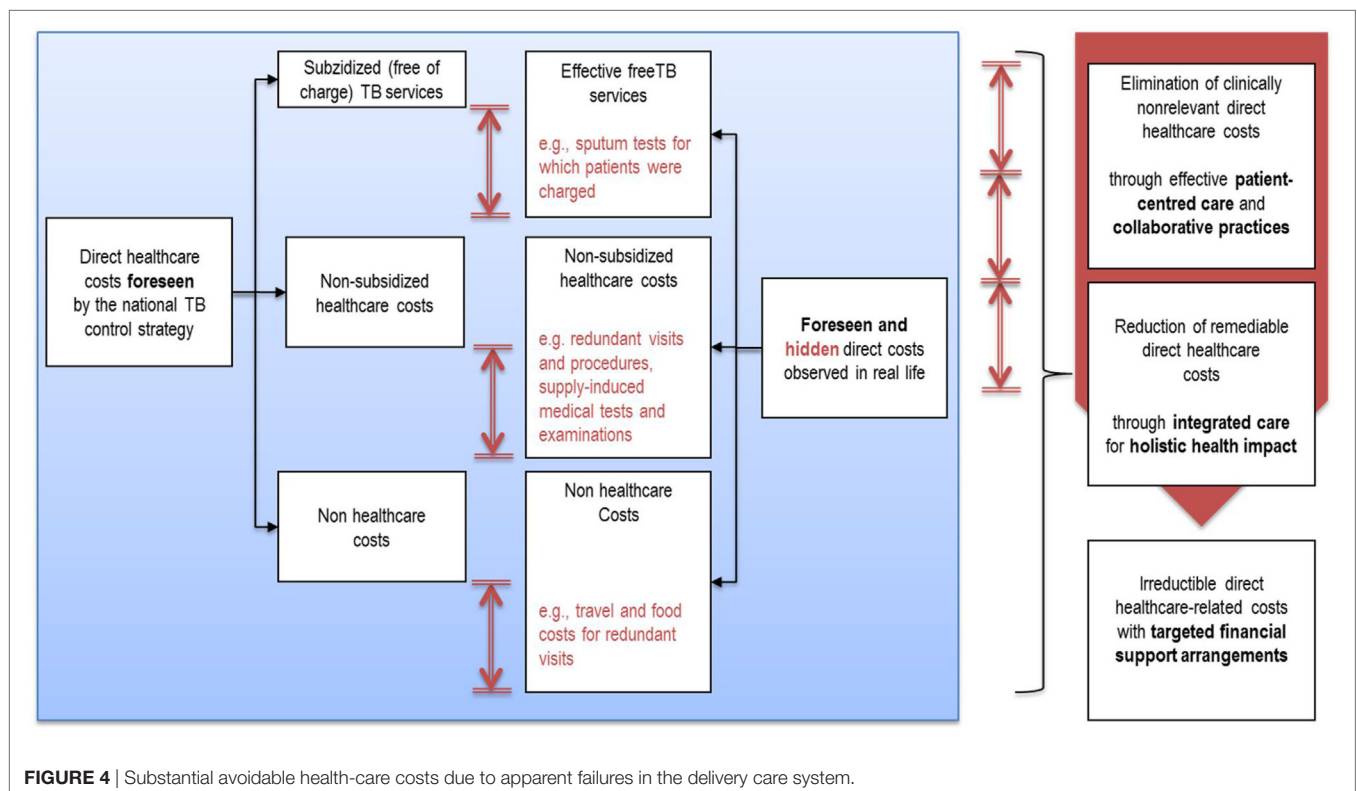 Subzidized (free of
charge) TB services
Effective freeTB
services
e.g., sputum tests for
which patients were
charged
Direct healthcare
costs foreseen
by the national TB
control strategy
Non-subsidized
healthcare costs
Non-subsidized
healthcare costs
e.g. redundant visits
and procedures,
supply-induced
medical tests and
examinations
Non healthcare
costs
Non healthcare
Costs
e.g., travel and food
costs for redundant
visits
Foreseen and
hidden direct costs
observed in real life
Elimination of clinically
nonrelevant direct
healthcare costs
through effective patient-
centred care and
collaborative practices
Reduction of remediable
direct healthcare
costs
through integrated care
for holistic health impact
Irreductible direct
healthcare-related costs
with targeted financial
support arrangements
FIGURE 4 | Substantial avoidable health-care costs due to apparent failures in the delivery care system.